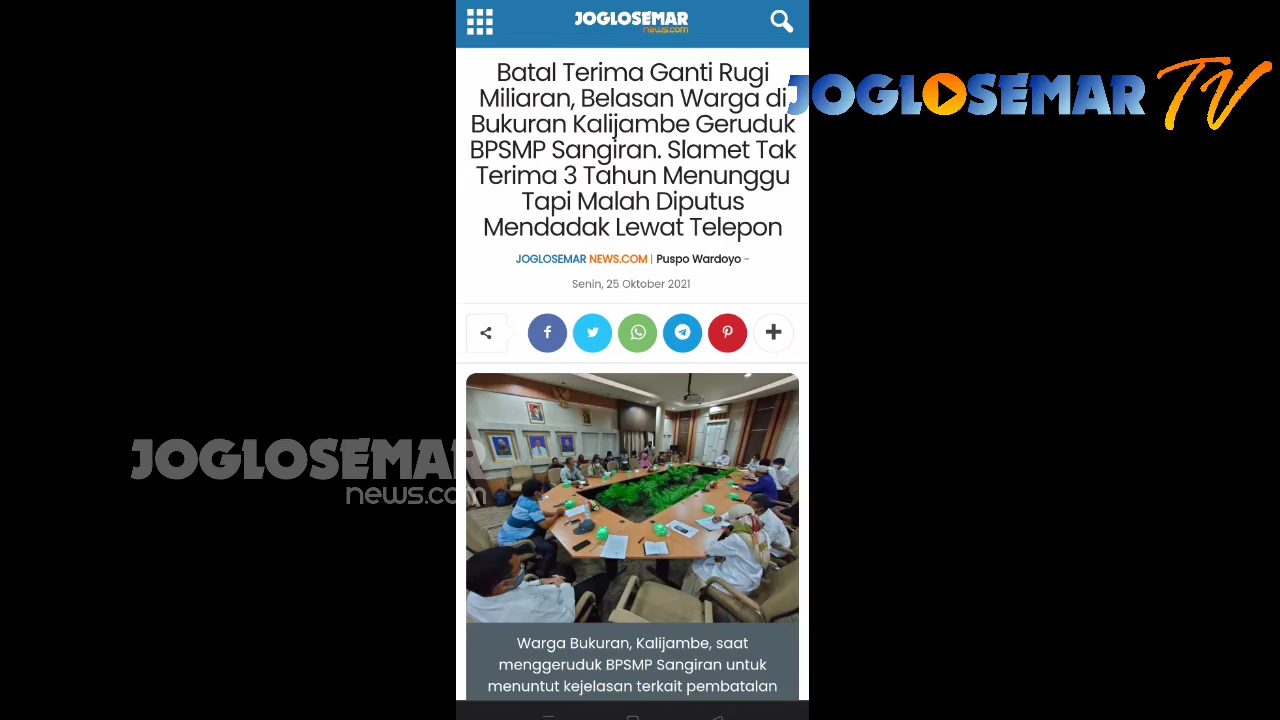 JOGLOSEMAR
news.com
JOGLOSEMAR TV
Batal Terima Ganti Rugi
Miliaran, Belasan Warga di
Bukuran Kalijambe Geruduk
BPSMP Sangiran. Slamet Tak
Terima 3 Tahun Menunggu
Tapi Malah Diputus
Mendadak Lewat Telepon
JOGLOSEMAR NEWS.COM | Puspo Wardoyo -
Senin, 25 Oktober 2021
JOGLOSEMAR
news.com
Warga Bukuran, Kalijambe, saat
menggeruduk BPSMP Sangiran untuk
menuntut kejelasan terkait pembatalan